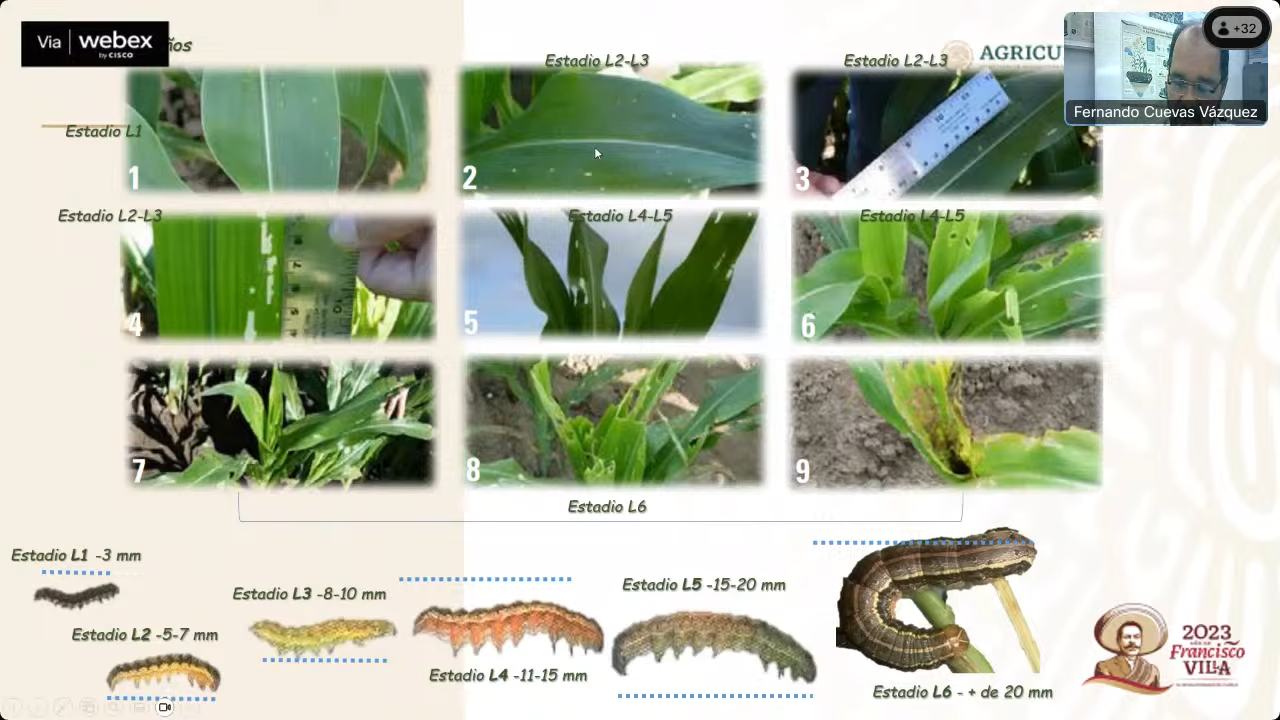 Via webex
by CISCO
Estadio L2-L3
Estadio L2-L3
+32
Fernando Cuevas Vázquez
Estadio L1
1
2
3
Estadio L2-L3
Estadio L4-L5
Estadio L4-L5
4
5
6
7
8
9
Estadio L6
Estadio L1 -3 mm
Estadio L2 -5-7 mm
Estadio L3 -8-10 mm
Estadio L4 -11-15 mm
Estadio L5 -15-20 mm
Estadio L6 - + de 20 mm
2023
Francisco
VILLA